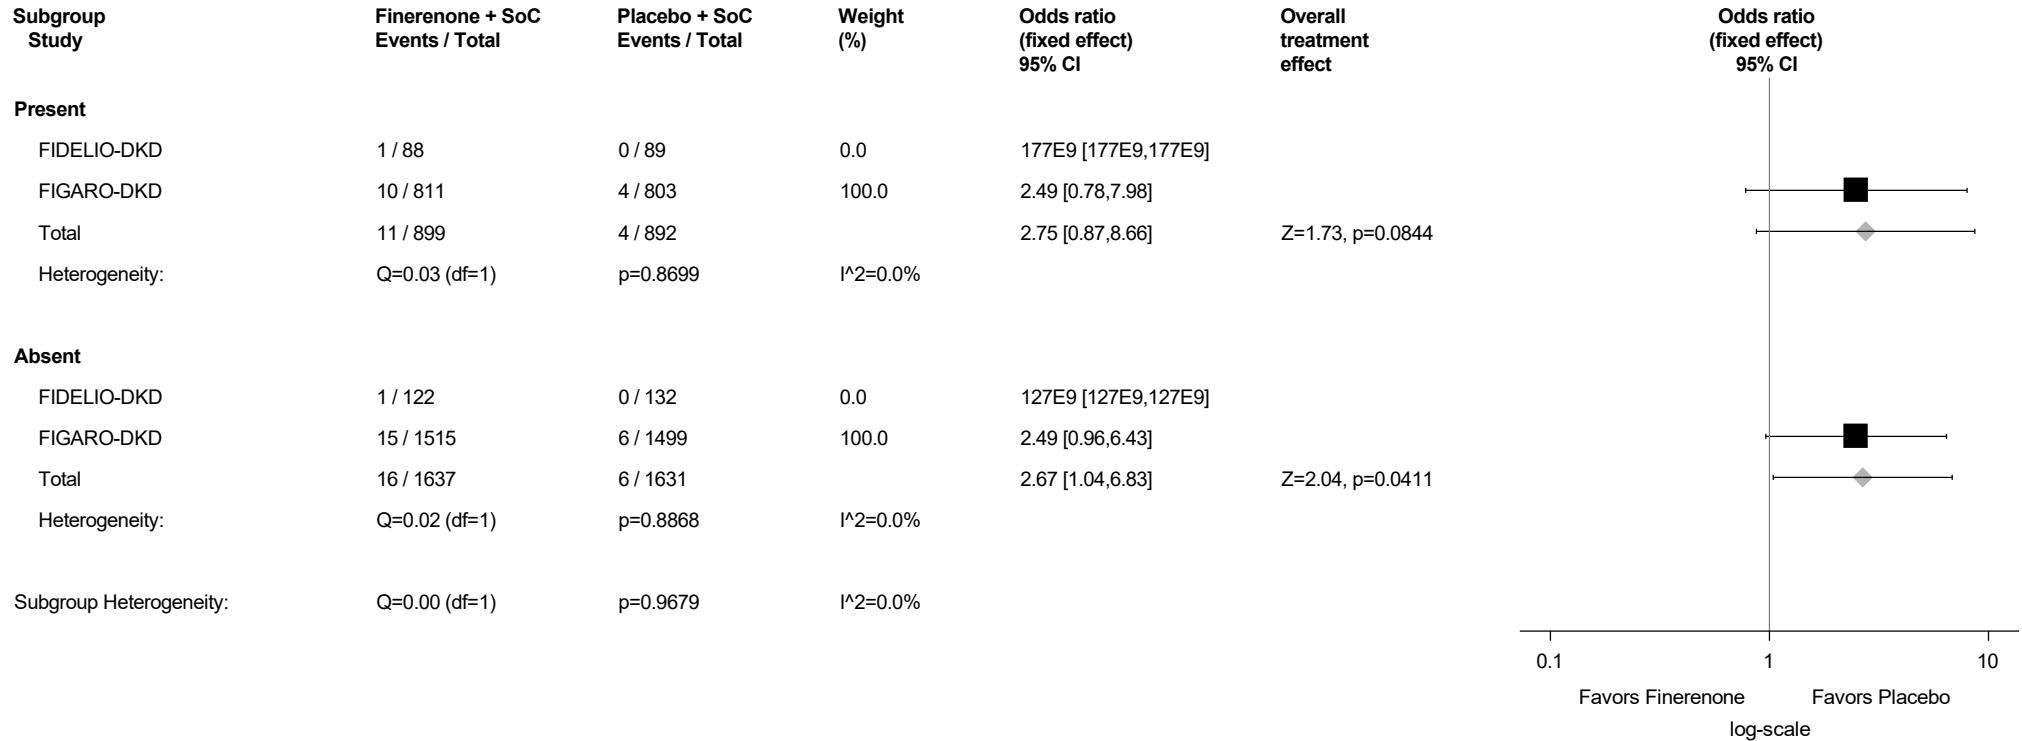 Subgroup Finerenone + SoC Placebo + SoC Weight Odds ratio Overall Odds ratio
Study Events / Total Events / Total (%) (fixed effect) treatment (fixed effect)
95% CI effect 95% CI
Present
FIDELIO-DKD 1 / 88 0 / 89 0.0 177E9 [177E9,177E9]
FIGARO-DKD 10 / 811 4 / 803 100.0 2.49 [0.78,7.98]
Total 11 / 899 4 / 892 2.75 [0.87,8.66] Z=1.73, p=0.0844
Heterogeneity: Q=0.03 (df=1) p=0.8699 I^2=0.0%
Absent
FIDELIO-DKD 1 / 122 0 / 132 0.0 127E9 [127E9,127E9]
FIGARO-DKD 15 / 1515 6 / 1499 100.0 2.49 [0.96,6.43]
Total 16 / 1637 6 / 1631 2.67 [1.04,6.83] Z=2.04, p=0.0411
Heterogeneity: Q=0.02 (df=1) p=0.8868 I^2=0.0%
Subgroup Heterogeneity: Q=0.00 (df=1) p=0.9679 I^2=0.0%
0.1 1 10
Favors Finerenone Favors Placebo
log-scale